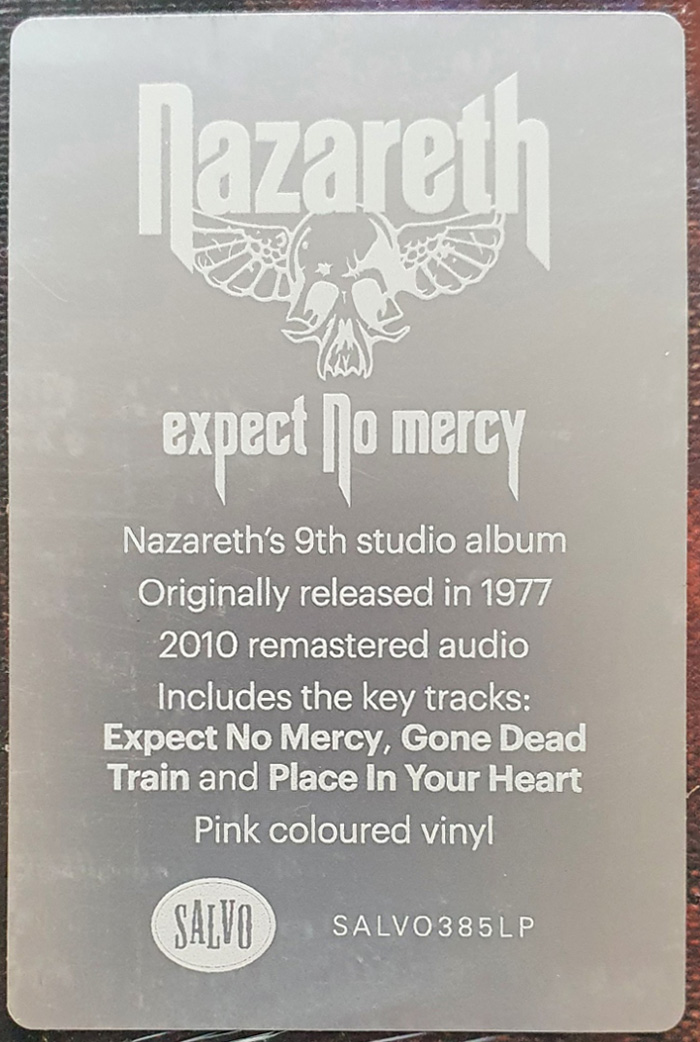 Nazareth
expect No mercy
Nazareth's 9th studio album
Originally released in 1977
2010 remastered audio
Includes the key tracks:
Expect No Mercy, Gone Dead
Train and Place In Your Heart
Pink coloured vinyl
SALVO SALVO385LP